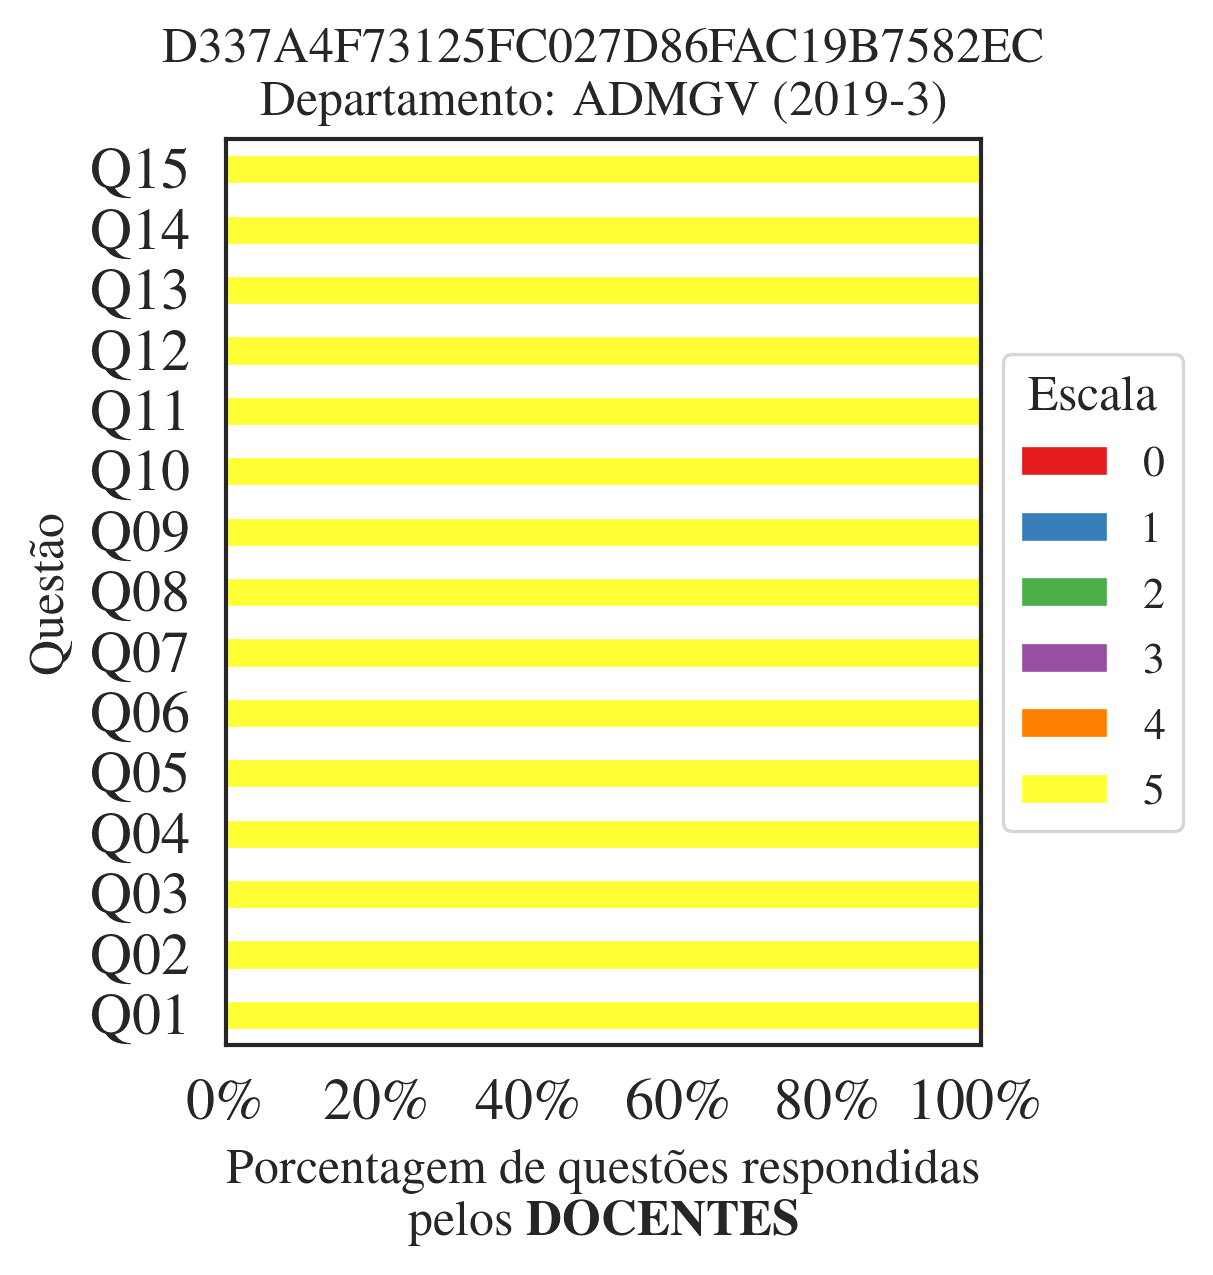 D337A4F73125FC027D86FAC19B7582EC
Departamento: ADMGV (2019-3)
Q15
Q14
Q13
Q12
Q11
Q10
Q09
Q08
Q07
Q06
Q05
Q04
Q03
Q02
Q01
Questão
0% 20% 40% 60% 80% 100%
Porcentagem de questões respondidas
pelos DOCENTES
Escala
0
1
2
3
4
5